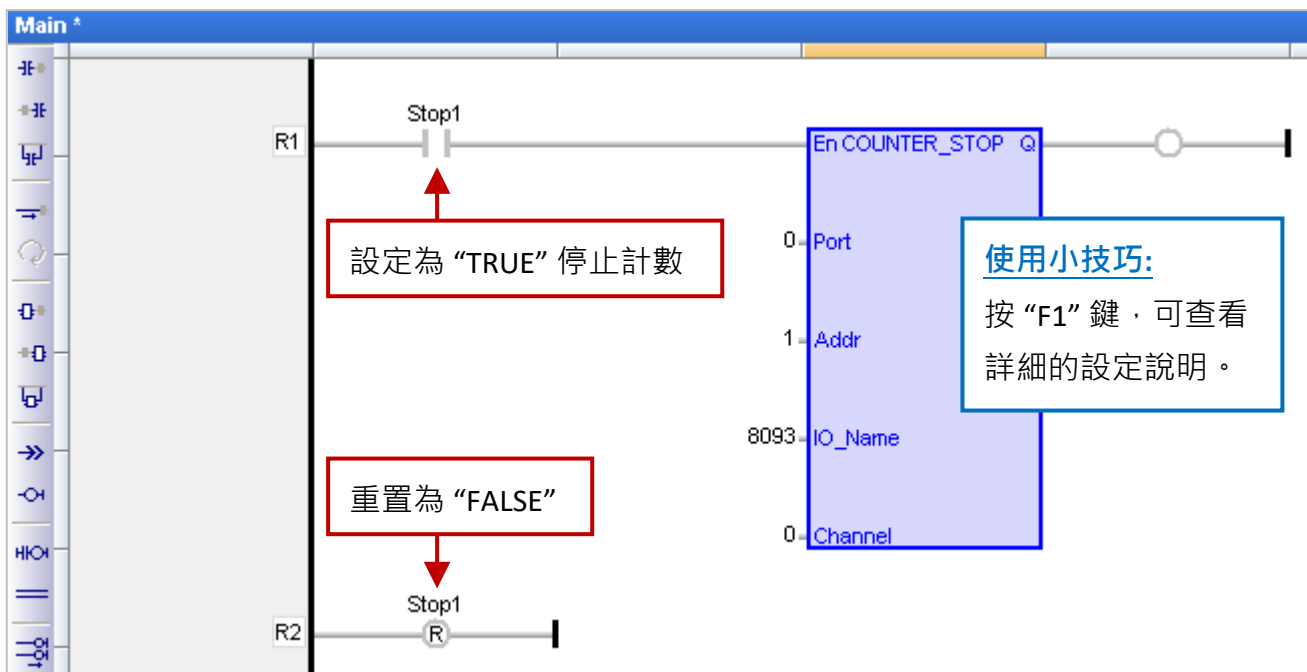 Main *
Stop1
R1
En COUNTER_STOP Q
設定為 “TRUE” 停止計數
0 Port
使用小技巧:
按 “F1” 鍵，可查看
詳細的設定說明。
1 Addr
8093 IO_Name
重置為 “FALSE”
0 Channel
Stop1
R2
R